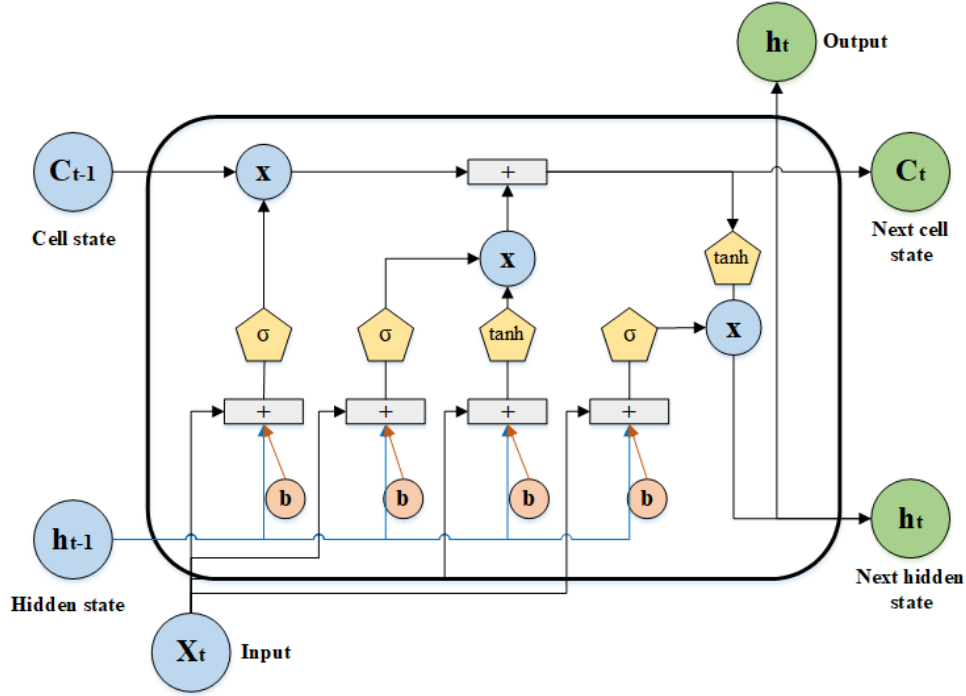 ht
Output
Ct-1
x
+
Ct
Cell state
Next cell
state
x
tanh
σ
σ
tanh
σ
x
+
+
+
+
b
b
b
b
ht-1
ht
Hidden state
Next hidden
state
Xt
Input